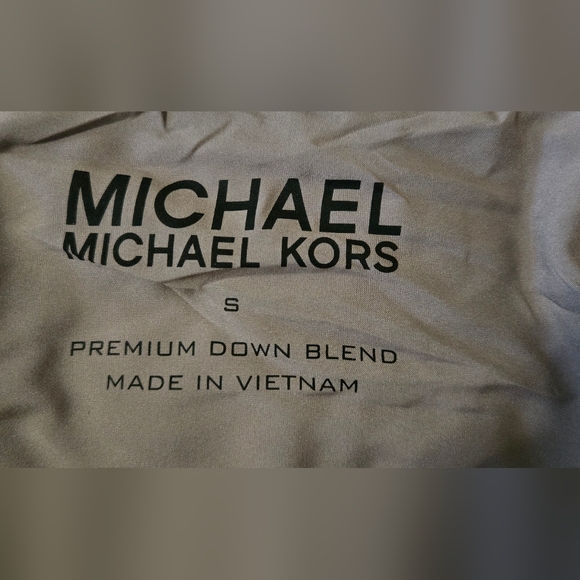 MICHAEL
MICHAEL KORS
S
PREMIUM DOWN BLEND
MADE IN VIETNAM